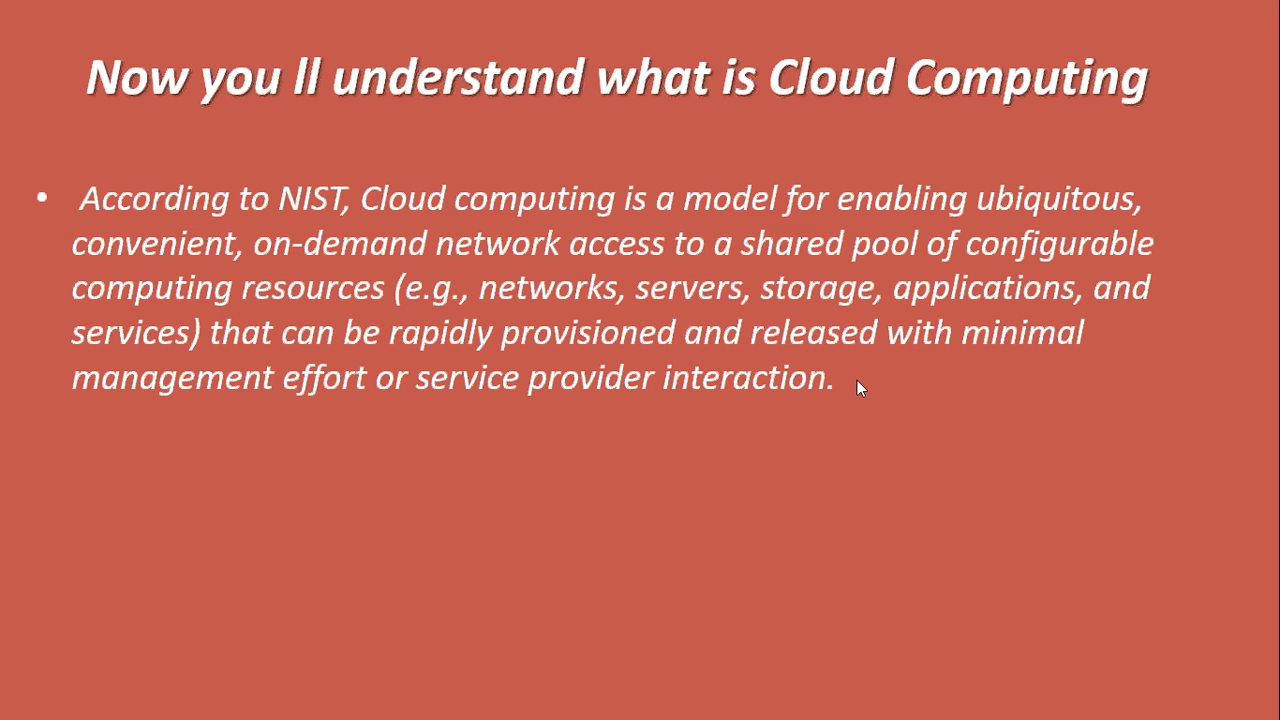 Now you ll understand what is Cloud Computing
• According to NIST, Cloud computing is a model for enabling ubiquitous,
convenient, on-demand network access to a shared pool of configurable
computing resources (e.g., networks, servers, storage, applications, and
services) that can be rapidly provisioned and released with minimal
management effort or service provider interaction.